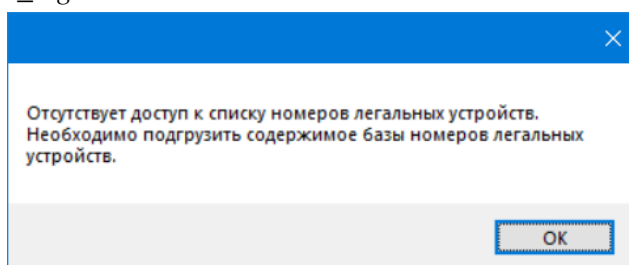 Отсутствует доступ к списку номеров легальных устройств.
Необходимо подгрузить содержимое базы номеров легальных
устройств.
OK